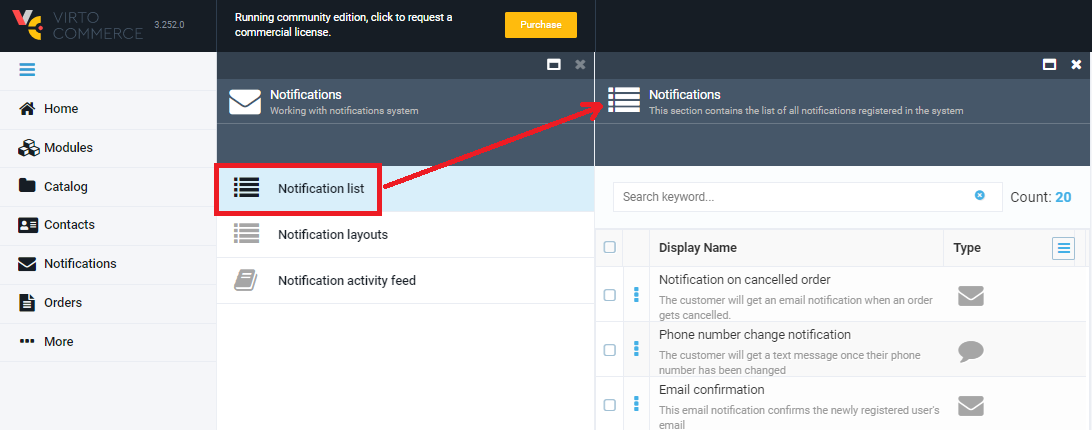 VIRTO
COMMERCE
3.252.0
Running community edition, click to request a
commercial license.
Purchase
Home
Modules
Catalog
Contacts
Notifications
Orders
More
Notifications
Working with notifications system
Notification list
Notification layouts
Notification activity feed
Notifications
This section contains the list of all notifications registered in the system
Search keyword...
Count: 20
Display Name
Type
Notification on cancelled order
The customer will get an email notification when an order
gets cancelled.
Phone number change notification
The customer will get a text message once their phone
number has been changed
Email confirmation
This email notification confirms the newly registered user's
email